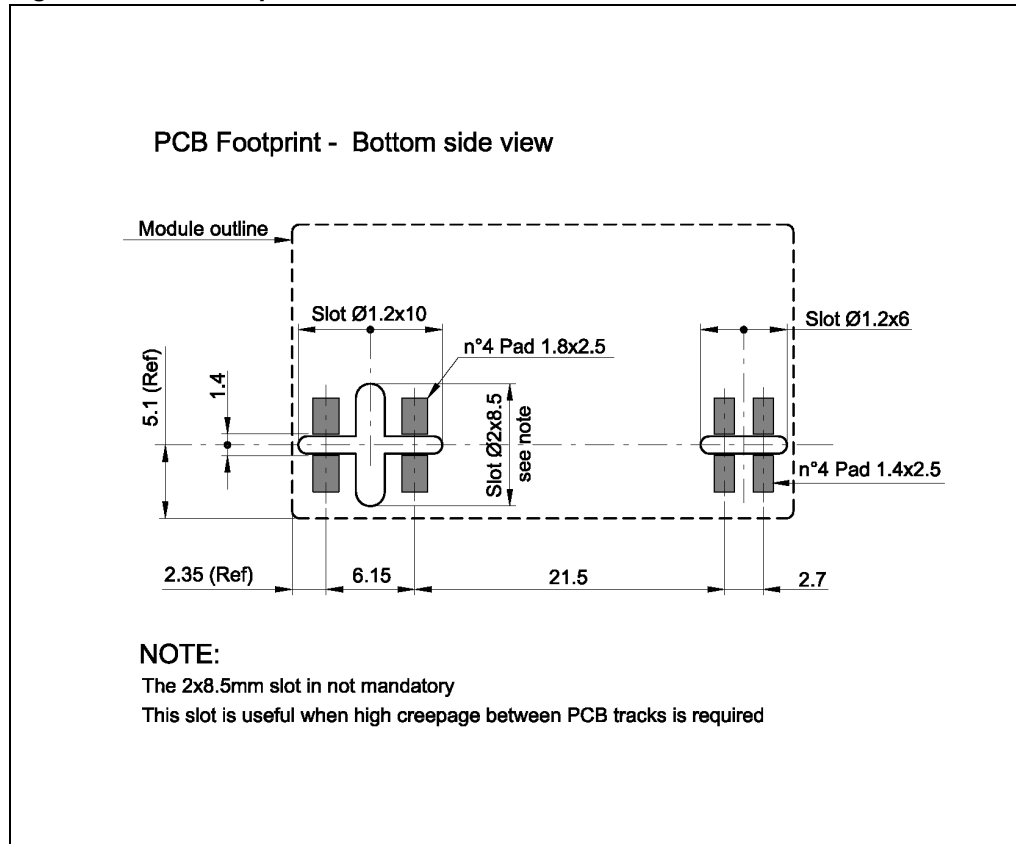 PCB Footprint - Bottom side view
Module outline
Slot Ø1.2x10
Slot Ø1.2x6
n°4 Pad 1.8x2.5
5.1 (Ref)
1.4
Slot Ø2x8.5
see note
n°4 Pad 1.4x2.5
2.35 (Ref)
6.15
21.5
2.7
NOTE:
The 2x8.5mm slot in not mandatory
This slot is useful when high creepage between PCB tracks is required